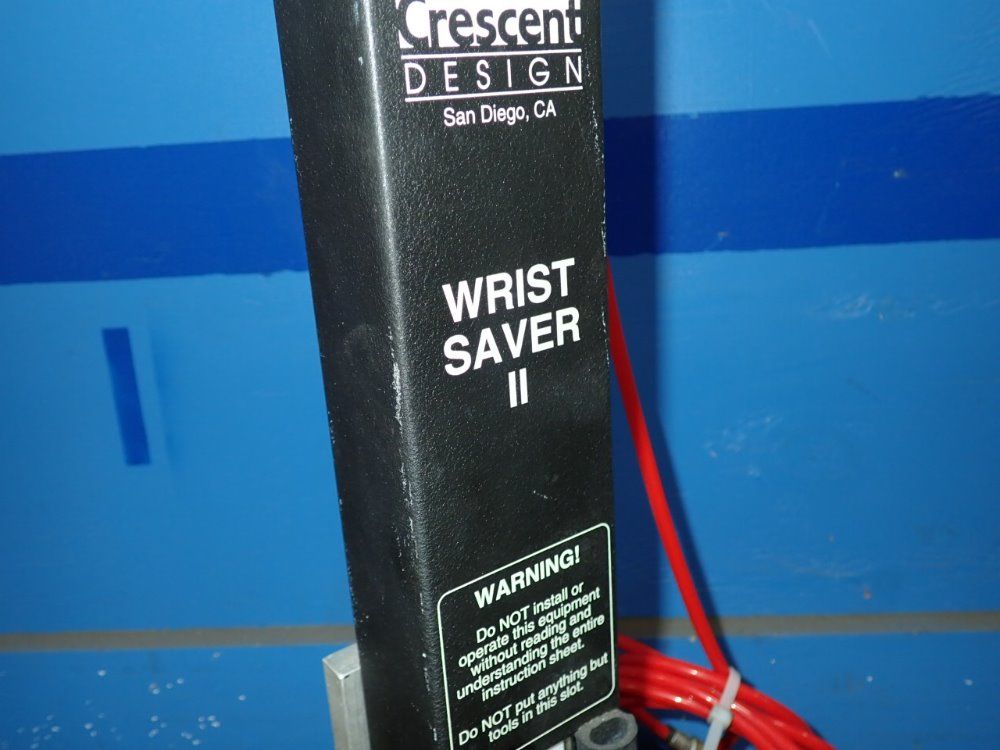 Crescent
DESIGN
San Diego, CA
WRIST
SAVER
II
WARNING!
Do NOT install or
operate this equipment
without reading and
understanding the entire
instruction sheet.
Do NOT put anything but
tools in this slot.